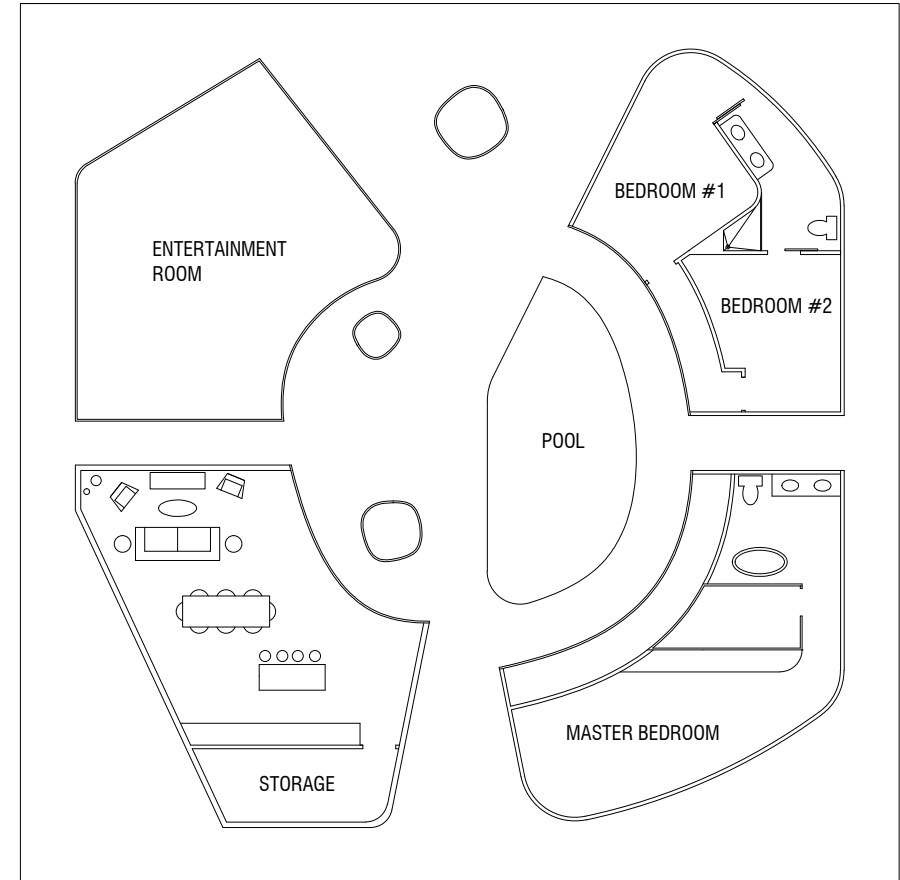 BEDROOM #1
ENTERTAINMENT
ROOM
BEDROOM #2
POOL
MASTER BEDROOM
STORAGE